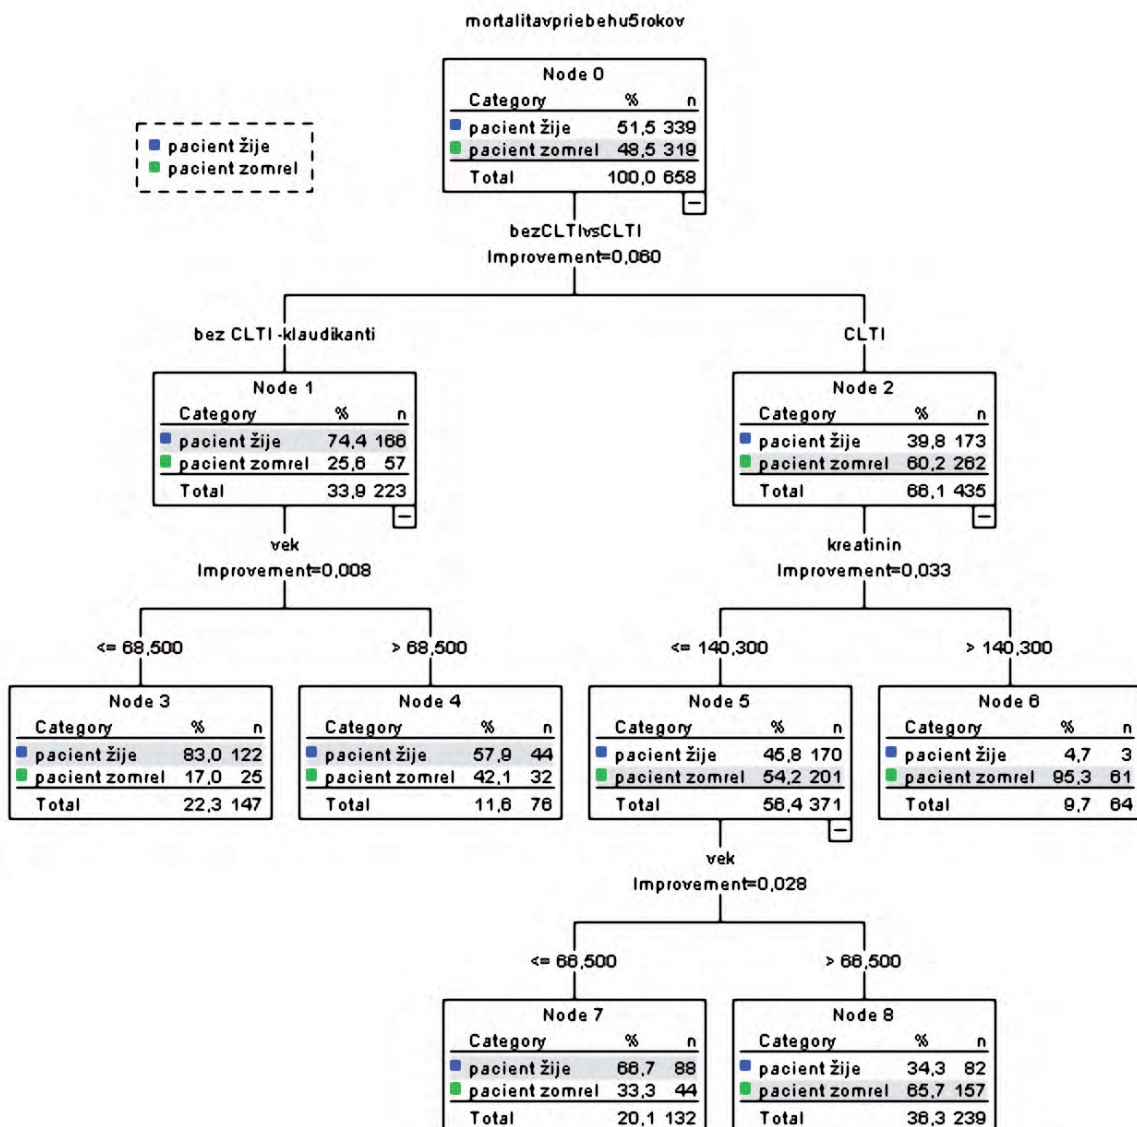 mortalitavpriebehu5rokov
pacient žije
pacient zomrel
Node 0
Category % n
pacient žije 51,5 339
pacient zomrel 48,5 319
Total 100,0 658
bezCLTIvsCLTI
Improvement=0,060
bez CLTI -klaudikanti
Node 1
Category % n
pacient žije 74,4 166
pacient zomrel 25,6 57
Total 33,9 223
vek
Improvement=0,008
CLTI
Node 2
Category % n
pacient žije 39,8 173
pacient zomrel 60,2 262
Total 66,1 435
kreatinin
Improvement=0,033
<= 68,500
Node 3
Category % n
pacient žije 83,0 122
pacient zomrel 17,0 25
Total 22,3 147
> 68,500
Node 4
Category % n
pacient žije 57,9 44
pacient zomrel 42,1 32
Total 11,6 76
<= 140,300
Node 5
Category % n
pacient žije 45,8 170
pacient zomrel 54,2 201
Total 56,4 371
vek
Improvement=0,028
> 140,300
Node 6
Category % n
pacient žije 4,7 3
pacient zomrel 95,3 61
Total 9,7 64
<= 66,500
Node 7
Category % n
pacient žije 66,7 88
pacient zomrel 33,3 44
Total 20,1 132
> 66,500
Node 8
Category % n
pacient žije 34,3 82
pacient zomrel 65,7 157
Total 36,3 239